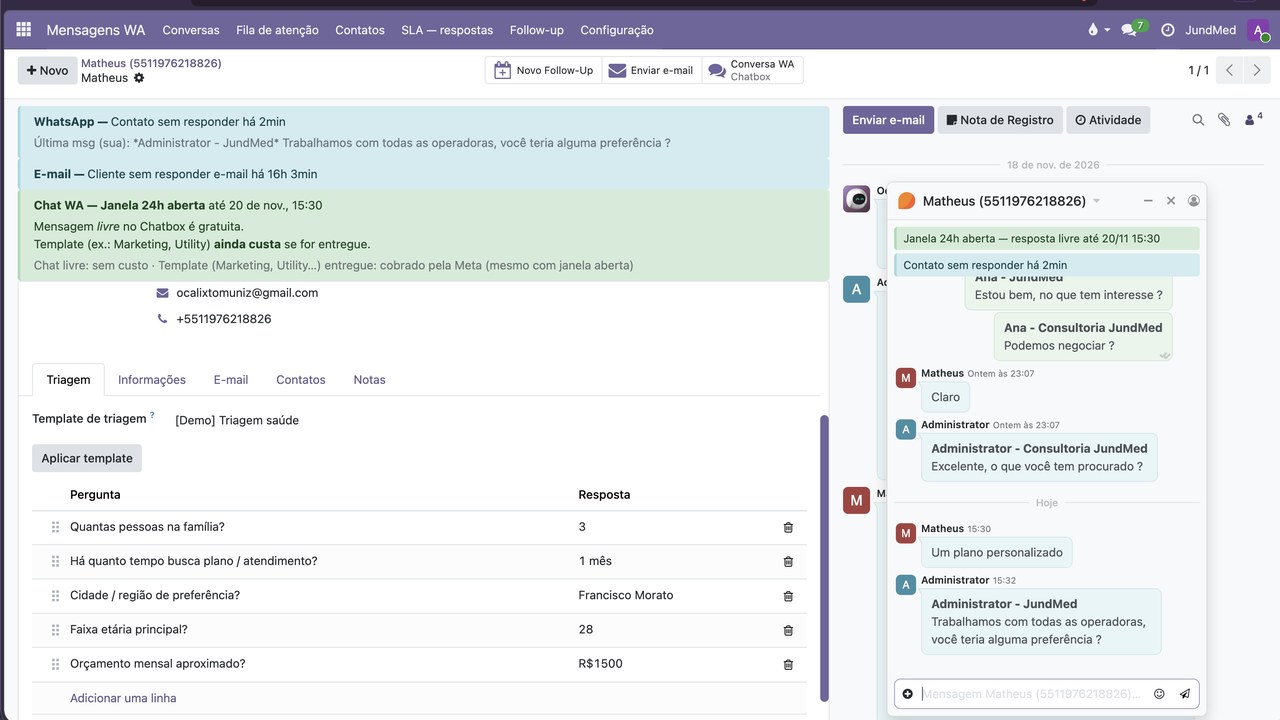 Mensagens WA
Conversas
Fila de atenção
Contatos
SLA — respostas
Follow-up
Configuração
7
JundMed
A
Novo
Matheus (5511976218826)
Matheus
Novo Follow-Up
Enviar e-mail
Conversa WA
Chatbox
1 / 1
WhatsApp — Contato sem responder há 2min
Última msg (sua): *Administrator - JundMed* Trabalhamos com todas as operadoras, você teria alguma preferência ?
E-mail — Cliente sem responder e-mail há 16h 3min
Chat WA — Janela 24h aberta até 20 de nov., 15:30
Mensagem livre no Chatbox é gratuita.
Template (ex.: Marketing, Utility) ainda custa se for entregue.
Chat livre: sem custo · Template (Marketing, Utility...) entregue: cobrado pela Meta (mesmo com janela aberta)
ocalixtomuniz@gmail.com
+5511976218826
Triagem
Informações
E-mail
Contatos
Notas
Template de triagem ?
[Demo] Triagem saúde
Aplicar template
Pergunta
Resposta
Quantas pessoas na família?
3
Há quanto tempo busca plano / atendimento?
1 mês
Cidade / região de preferência?
Francisco Morato
Faixa etária principal?
28
Orçamento mensal aproximado?
R$1500
Adicionar uma linha
Enviar e-mail
Nota de Registro
Atividade
4
18 de nov. de 2026
A
M
Matheus (5511976218826)
Janela 24h aberta — resposta livre até 20/11 15:30
Contato sem responder há 2min
Ana - JundMed
Estou bem, no que tem interesse ?
Ana - Consultoria JundMed
Podemos negociar ?
M
Matheus Ontem às 23:07
Claro
A
Administrator Ontem às 23:07
Administrator - Consultoria JundMed
Excelente, o que você tem procurado ?
Hoje
M
Matheus 15:30
Um plano personalizado
A
Administrator 15:32
Administrator - JundMed
Trabalhamos com todas as operadoras,
você teria alguma preferência ?
Mensagem Matheus (5511976218826)...